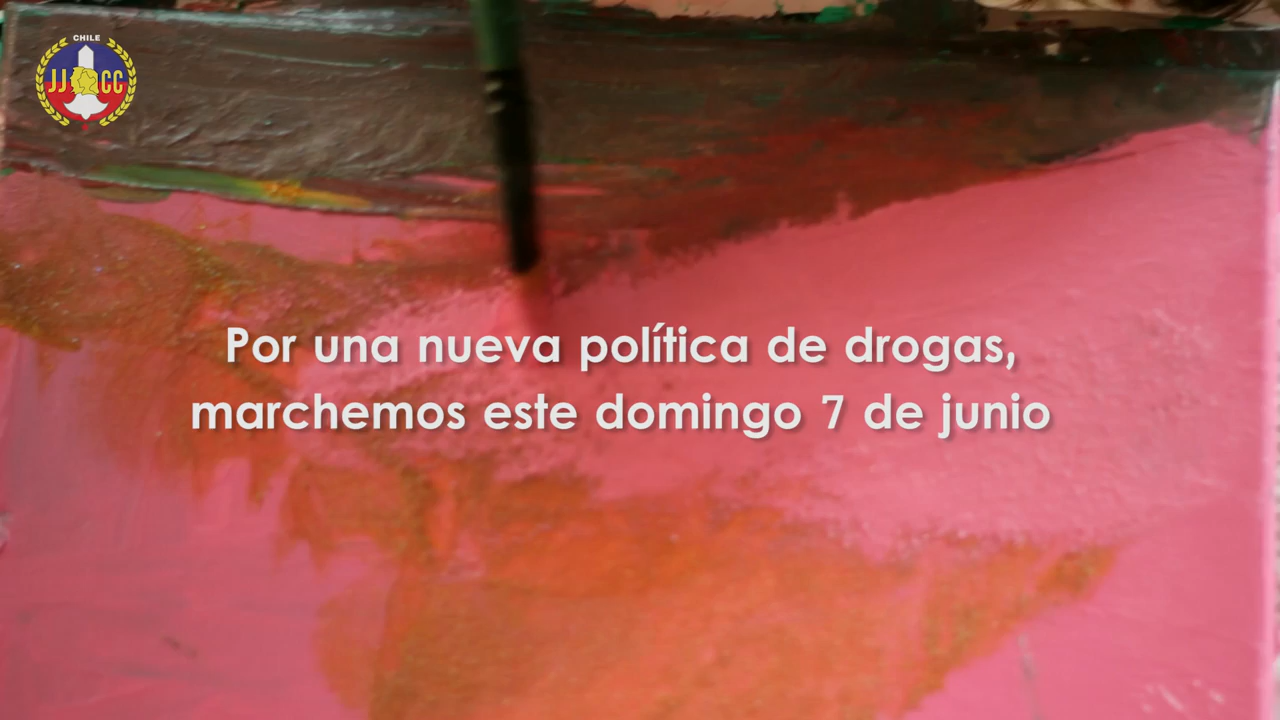 CHILE
JJ CC
Por una nueva política de drogas,
marchemos este domingo 7 de junio